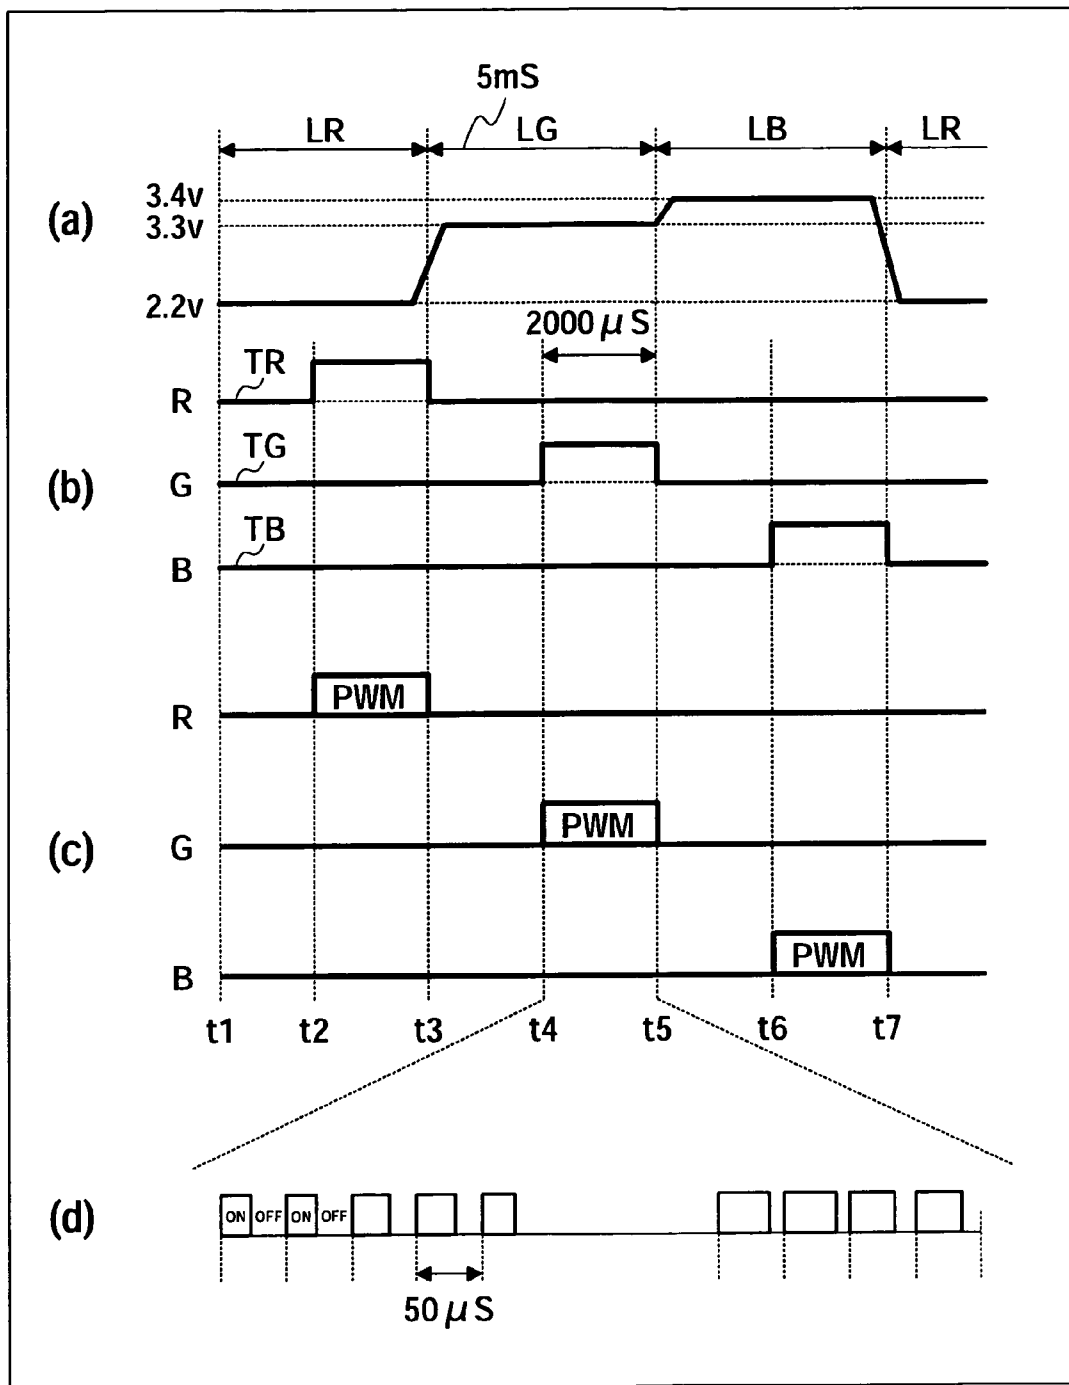 5mS
LR LG LB LR
(a)
3.4v
3.3v
2.2v
2000μS
TR
R
TG
(b)
G
TB
B
PWM
R
PWM
(c)
G
PWM
B
t1 t2 t3 t4 t5 t6 t7
(d)
ON OFF ON OFF
50μS